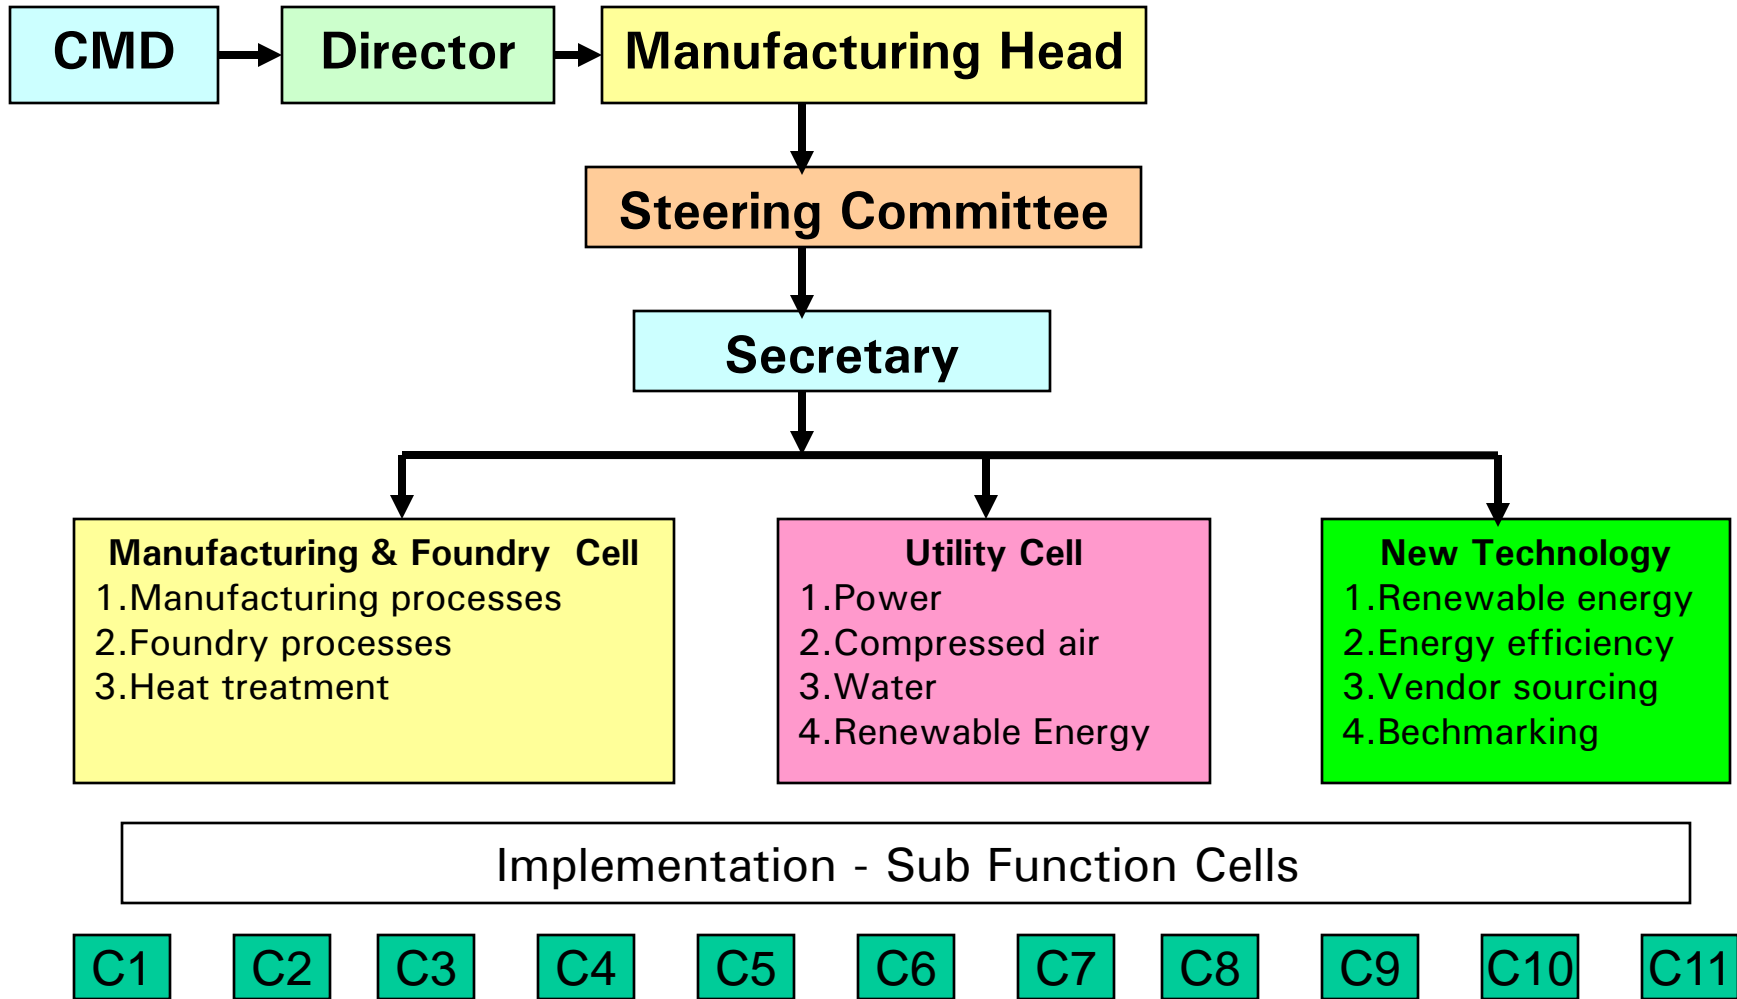 CMD
Director
Manufacturing Head
Steering Committee
Secretary
Manufacturing & Foundry Cell
1.Manufacturing processes
2.Foundry processes
3.Heat treatment
Utility Cell
1.Power
2.Compressed air
3.Water
4.Renewable Energy
New Technology
1.Renewable energy
2.Energy efficiency
3.Vendor sourcing
4.Bechmarking
Implementation - Sub Function Cells
C1
C2
C3
C4
C5
C6
C7
C8
C9
C10
C11